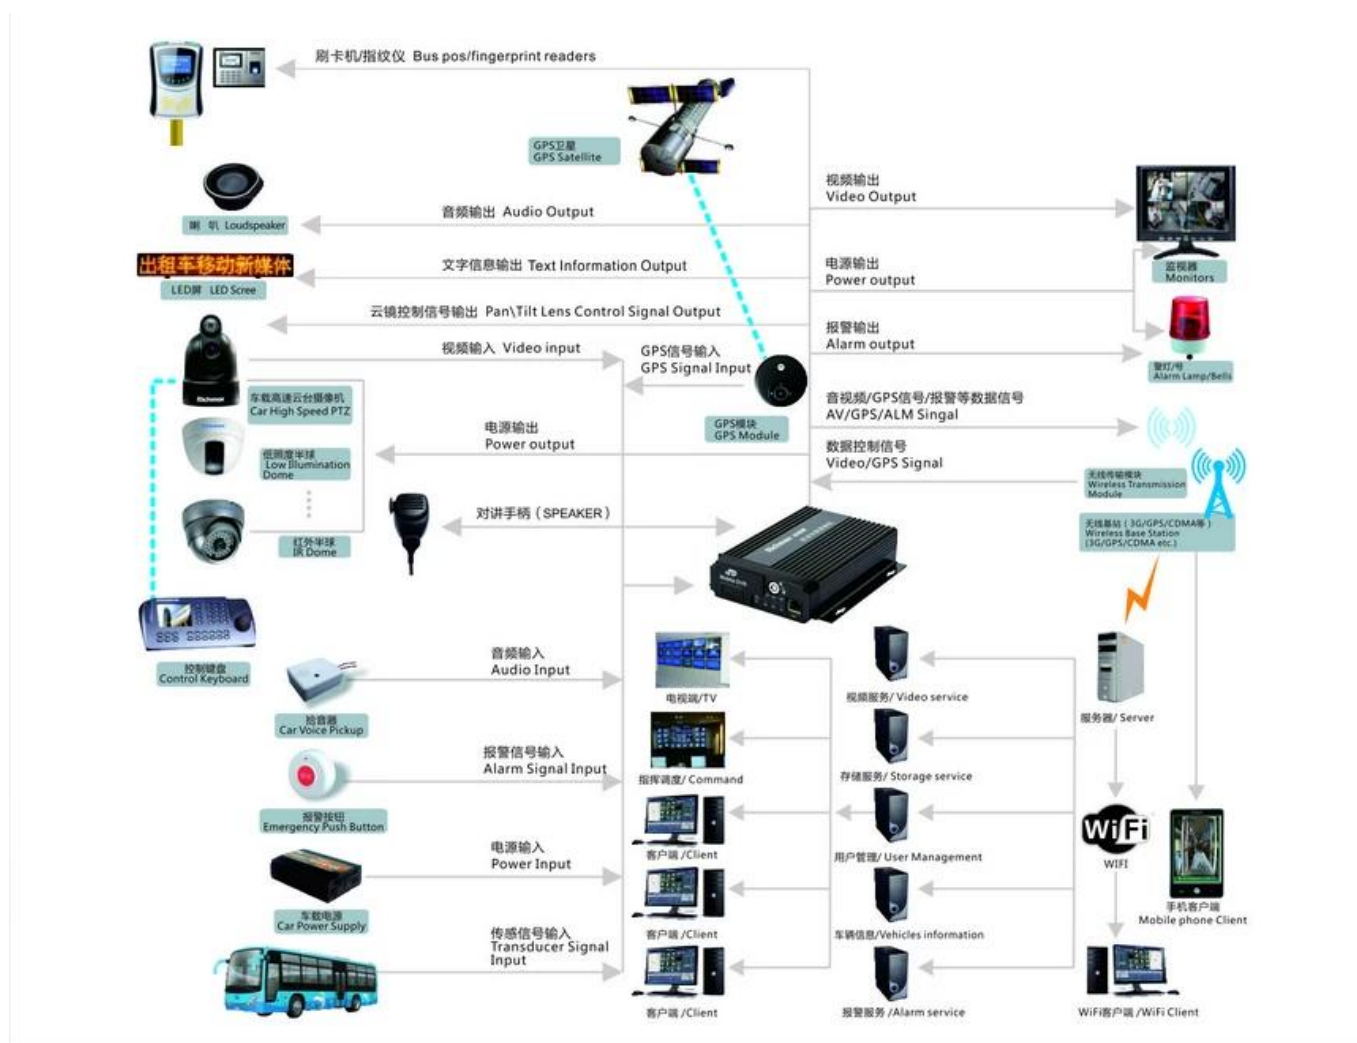 刷卡机/指纹仪 Bus pos/fingerprint readers
GPS卫星
GPS Satellite
喇 叭 Loudspeaker
音频输出 Audio Output
视频输出
Video Output
出租车移动新媒体
LED屏 LED Scree
文字信息输出 Text Information Output
电源输出
Power output
监视器
Monitors
云镜控制信号输出 Pan\Tilt Lens Control Signal Output
报警输出
Alarm output
视频输入 Video input
GPS信号输入
GPS Signal Input
警灯/号
Alarm Lamp/Bells
Richmor
车载高速云台摄像机
Car High Speed PTZ
音视频/GPS信号/报警等数据信号
AV/GPS/ALM Singal
电源输出
Power output
GPS模块
GPS Module
数据控制信号
Video/GPS Signal
低照度半球
Low Illumination
Dome
无线传输模块
Wireless Transmission
Module
对讲手柄（SPEAKER）
红外半球
IR Dome
无线基站（3G/GPS/CDMA等）
Wireless Base Station
(3G/GPS/CDMA etc.)
Mobile DVR
控制键盘
Control Keyboard
音频输入
Audio Input
电视端/TV
视频服务/ Video service
服务器/ Server
拾音器
Car Voice Pickup
报警信号输入
Alarm Signal Input
指挥调度/ Command
存储服务/ Storage service
报警按钮
Emergency Push Button
WiFi
WIFI
电源输入
Power Input
客户端 /Client
用户管理/ User Management
手机客户端
Mobile phone Client
车载电源
Car Power Supply
传感信号输入
Transducer Signal
Input
客户端 /Client
车辆信息/Vehicles information
客户端 /Client
报警服务 /Alarm service
WiFi客户端 /WiFi Client